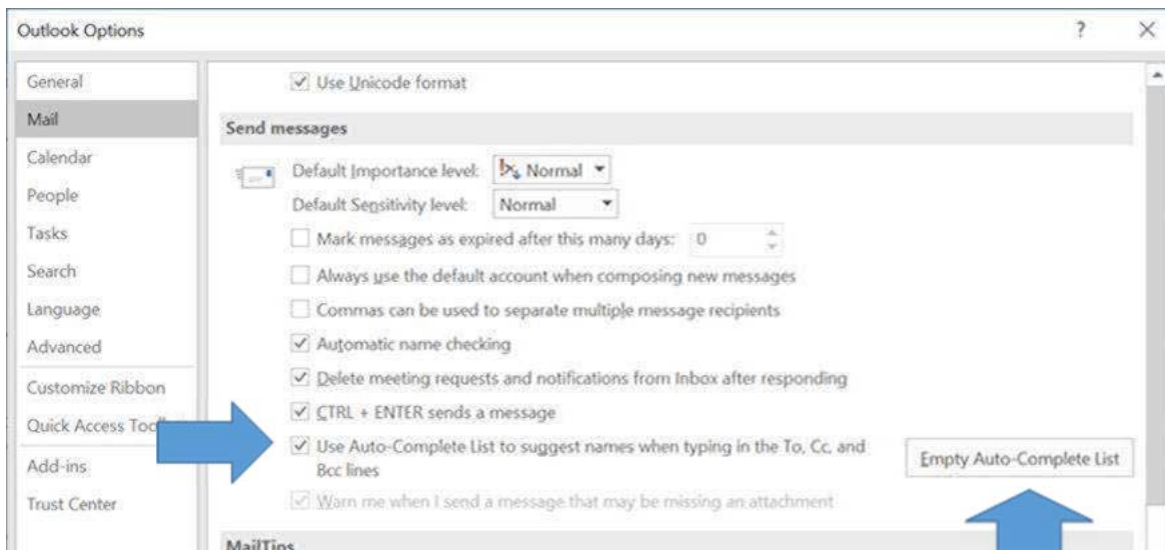 Outlook Options
?
General
Mail
Calendar
People
Tasks
Search
Language
Advanced
Customize Ribbon
Quick Access
Add-ins
Trust Center
Use Unicode format
Send messages
Default Importance level: Normal
Default Sensitivity level: Normal
Mark messages as expired after this many days: 0
Always use the default account when composing new messages
Commas can be used to separate multiple message recipients
Automatic name checking
Delete meeting requests and notifications from Inbox after responding
CTRL + ENTER sends a message
Use Auto-Complete List to suggest names when typing in the To, Cc, and
Bcc lines
Empty Auto-Complete List
Warn me when I send a message that may be missing an attachment
MailTips